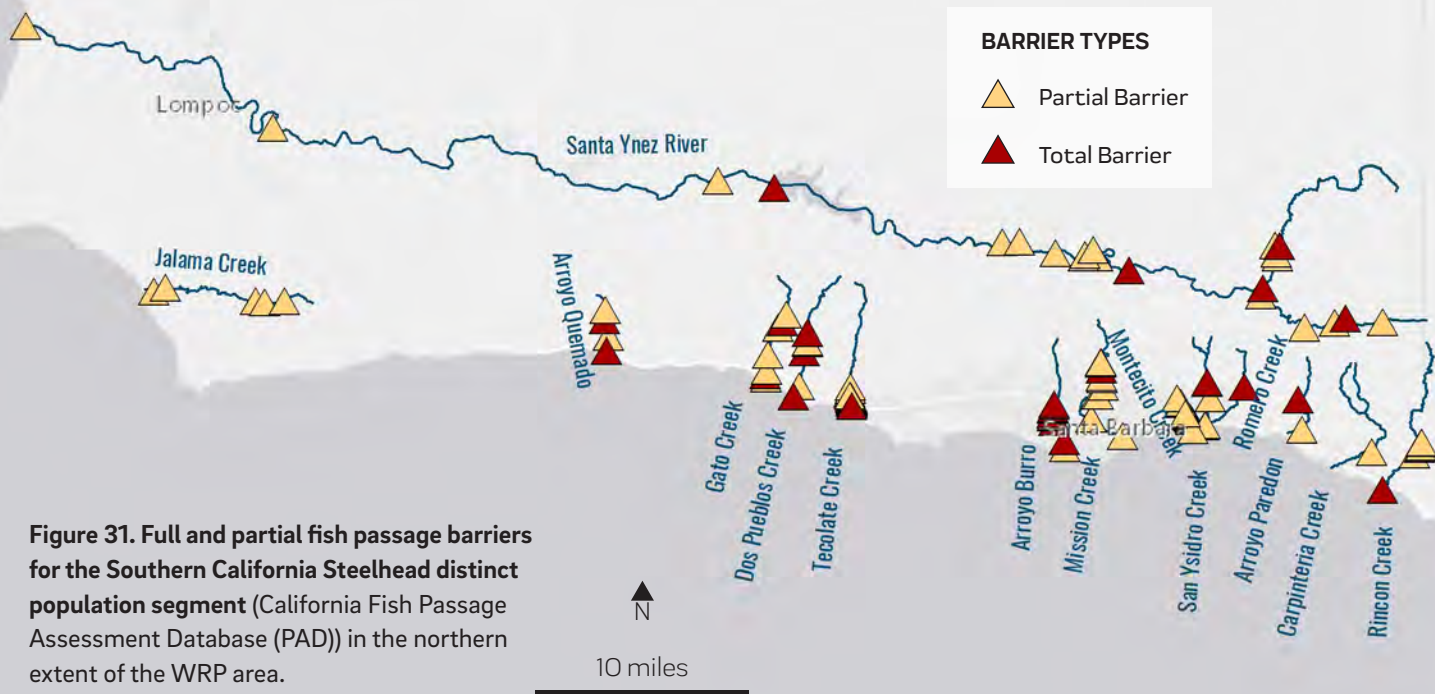 BARRIER TYPES
Partial Barrier
Total Barrier
Lompoc
Santa Ynez River
Jalama Creek
Arroyo Quemado
Gato Creek
Dos Pueblos Creek
Tecolate Creek
Arroyo Burro
Mission Creek
Montecito Creek
Santa Barbara
San Ysidro Creek
Romero Creek
Arroyo Paredon
Carpinteria Creek
Rincon Creek
Figure 31. Full and partial fish passage barriers
for the Southern California Steelhead distinct
population segment (California Fish Passage
Assessment Database (PAD)) in the northern
extent of the WRP area.
N
10 miles